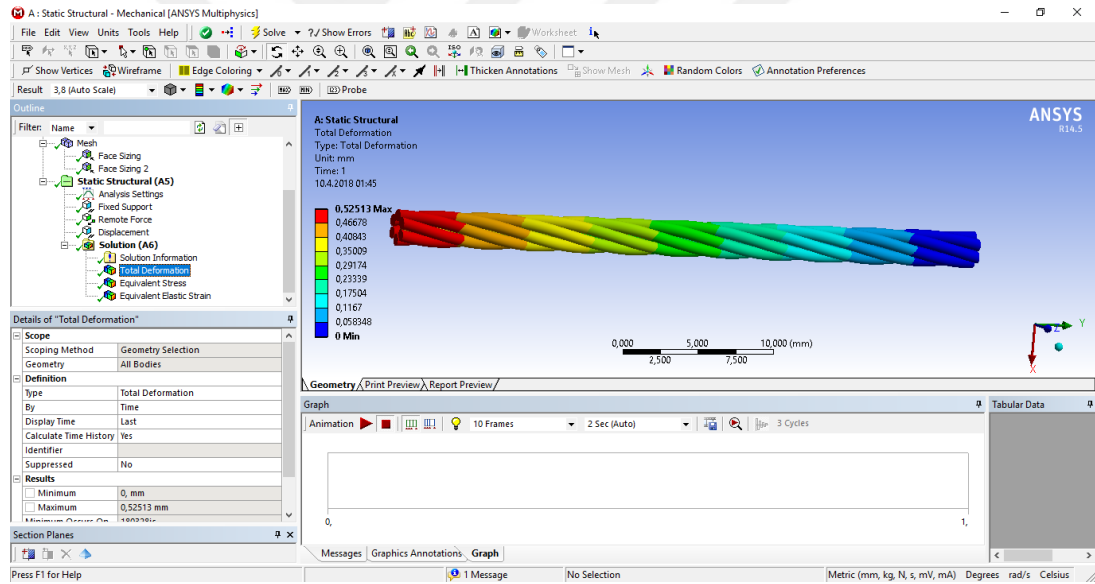 A : Static Structural - Mechanical [ANSYS Multiphysics]
File Edit View Units Tools Help Solve ?/ Show Errors A Worksheet
Show Vertices Wireframe Edge Coloring Thicken Annotations Show Mesh Random Colors Annotation Preferences
Result 3,8 (Auto Scale) MAX MIN Probe
Outline
Filter: Name
Mesh
Face Sizing
Face Sizing 2
Static Structural (A5)
Analysis Settings
Fixed Support
Remote Force
Displacement
Solution (A6)
Solution Information
Total Deformation
Equivalent Stress
Equivalent Elastic Strain
Details of "Total Deformation"
Scope
Scoping Method Geometry Selection
Geometry All Bodies
Definition
Type Total Deformation
By Time
Display Time Last
Calculate Time History Yes
Identifier
Suppressed No
Results
Minimum 0, mm
Maximum 0,52513 mm
Minimum Occurs On
Section Planes
A: Static Structural
Total Deformation
Type: Total Deformation
Unit: mm
Time: 1
10.4.2018 01:45
0,52513 Max
0,46678
0,40843
0,35009
0,29174
0,23339
0,17504
0,1167
0,058348
0 Min
ANSYS
R14.5
0,000 5,000 10,000 (mm)
2,500 7,500
Y
Z
X
Geometry Print Preview Report Preview
Graph
Animation 10 Frames 2 Sec (Auto) 3 Cycles
0, 1,
Messages Graphics Annotations Graph
Tabular Data
Press F1 for Help 1 Message No Selection Metric (mm, kg, N, s, mV, mA) Degrees rad/s Celsius